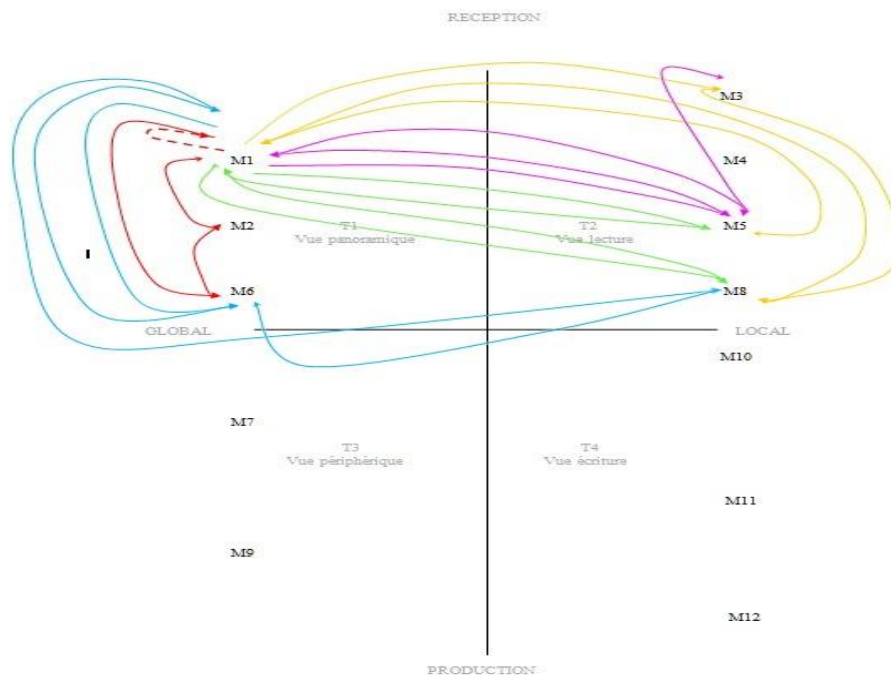 RECEPTION
M3
M1
M4
M2
T1
T2
M5
Vue panoramique
Vue lecture
M6
M8
GLOBAL
LOCAL
M10
M7
T3
T4
Vue périphérique
Vue écriture
M11
M9
M12
PRODUCTION